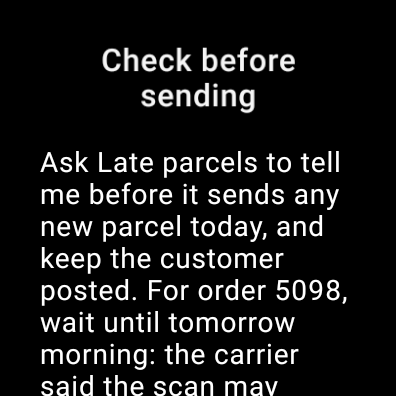 Check before
sending
Ask Late parcels to tell
me before it sends any
new parcel today, and
keep the customer
posted. For order 5098,
wait until tomorrow
morning: the carrier
said the scan may